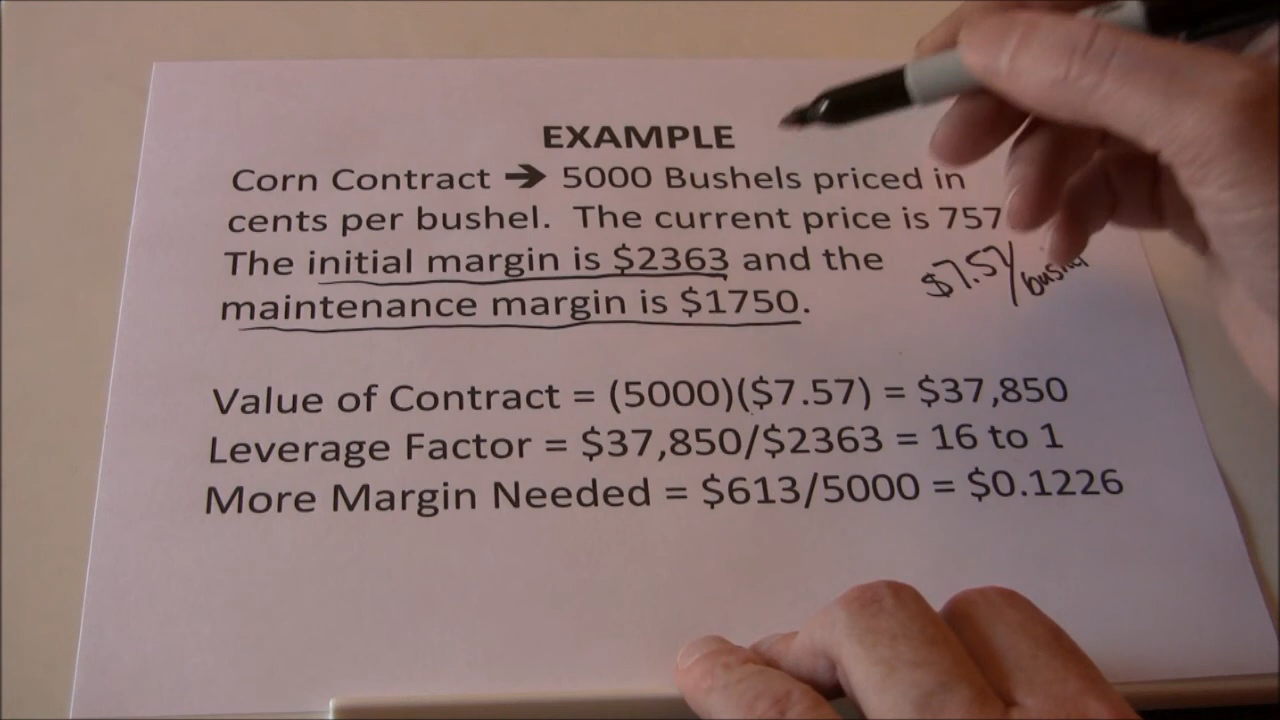 EXAMPLE
Corn Contract → 5000 Bushels priced in
cents per bushel. The current price is 757
The initial margin is $2363 and the
maintenance margin is $1750.
$7.57/bushel
Value of Contract = (5000)($7.57) = $37,850
Leverage Factor = $37,850/$2363 = 16 to 1
More Margin Needed = $613/5000 = $0.1226